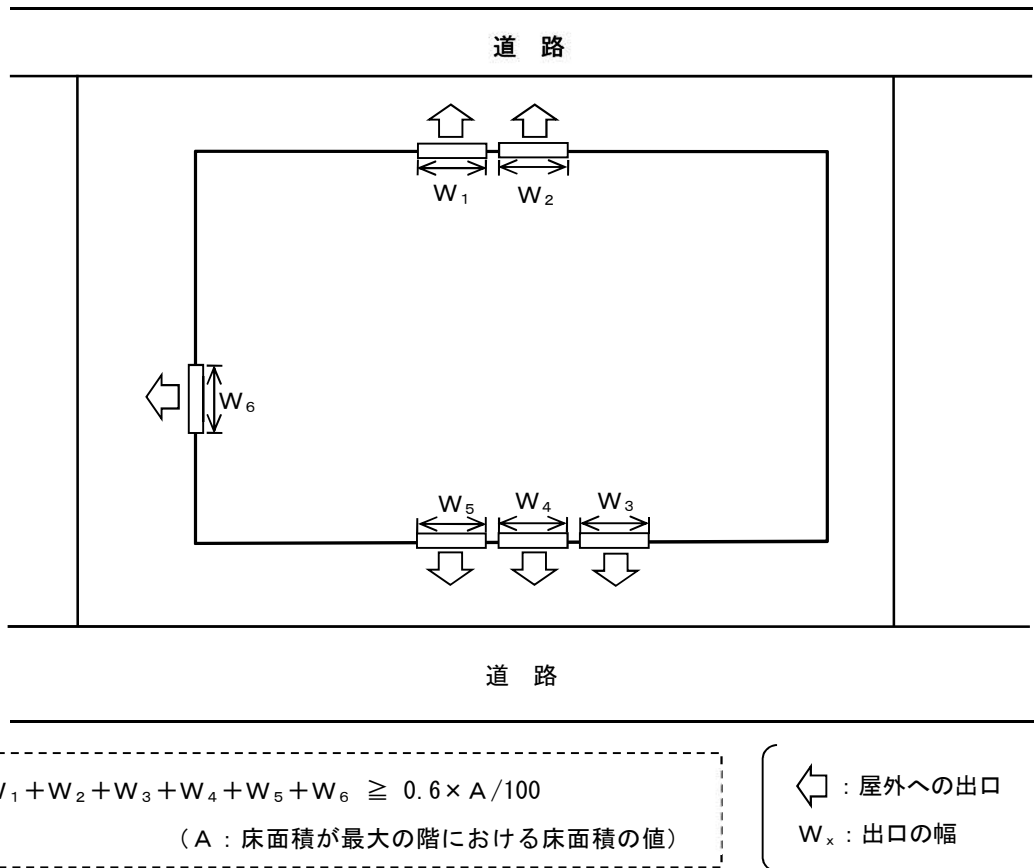 道 路
W₁ W₂
W₆
W₅ W₄ W₃
道 路
W₁+W₂+W₃+W₄+W₅+W₆ ≧ 0.6×A/100
(A:床面積が最大の階における床面積の値)
:屋外への出口
Wₓ:出口の幅